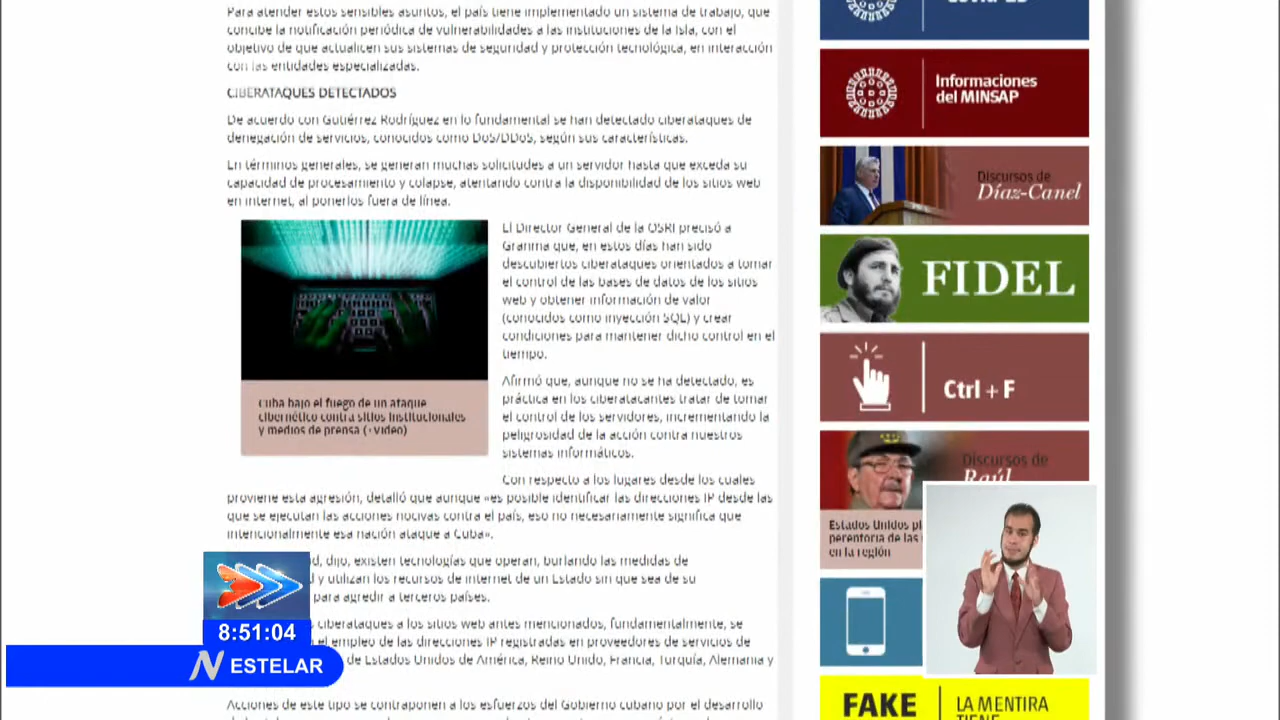 Para atender estos sensibles asuntos, el país tiene implementado un sistema de trabajo, que
concibe la notificación periódica de vulnerabilidades a las instituciones de la Isla, con el
objetivo de que actualicen sus sistemas de seguridad y protección tecnológica, en interacción
con las entidades especializadas.
CIBERATAQUES DETECTADOS
De acuerdo con Gutiérrez Rodríguez en lo fundamental se han detectado ciberataques de
denegación de servicios, conocidos como DoS/DDoS, según sus características.
En términos generales, se generan muchas solicitudes a un servidor hasta que exceda su
capacidad de procesamiento y colapse, atentando contra la disponibilidad de los sitios web
en internet, al ponerlos fuera de línea.
El Director General de la OSRI precisó a
Granma que, en estos días han sido
descubiertos ciberataques orientados a tomar
el control de las bases de datos de los sitios
web y obtener información de valor
(conocidos como inyección SQL) y crear
condiciones para mantener dicho control en el
tiempo.
Cuba bajo el fuego de un ataque
cibernético contra sitios institucionales
y medios de prensa (+Video)
Afirmó que, aunque no se ha detectado, es
práctica en los ciberatacantes tratar de tomar
el control de los servidores, incrementando la
peligrosidad de la acción contra nuestros
sistemas informáticos.
Con respecto a los lugares desde los cuales
proviene esta agresión, detalló que aunque «es posible identificar las direcciones IP desde las
que se ejecutan las acciones nocivas contra el país, eso no necesariamente significa que
intencionalmente esa nación ataque a Cuba».
d, dijo, existen tecnologías que operan, burlando las medidas de
d y utilizan los recursos de internet de un Estado sin que sea de su
para agredir a terceros países.
ciberataques a los sitios web antes mencionados, fundamentalmente, se
el empleo de las direcciones IP registradas en proveedores de servicios de
de Estados Unidos de América, Reino Unido, Francia, Turquía, Alemania y
Acciones de este tipo se contraponen a los esfuerzos del Gobierno cubano por el desarrollo
Informaciones
del MINSAP
Discursos de
Díaz-Canel
FIDEL
Ctrl + F
Discursos de
Raúl
Estados Unidos pl
perentoria de las
en la región
FAKE
LA MENTIRA
TIENE
8:51:04
N ESTELAR